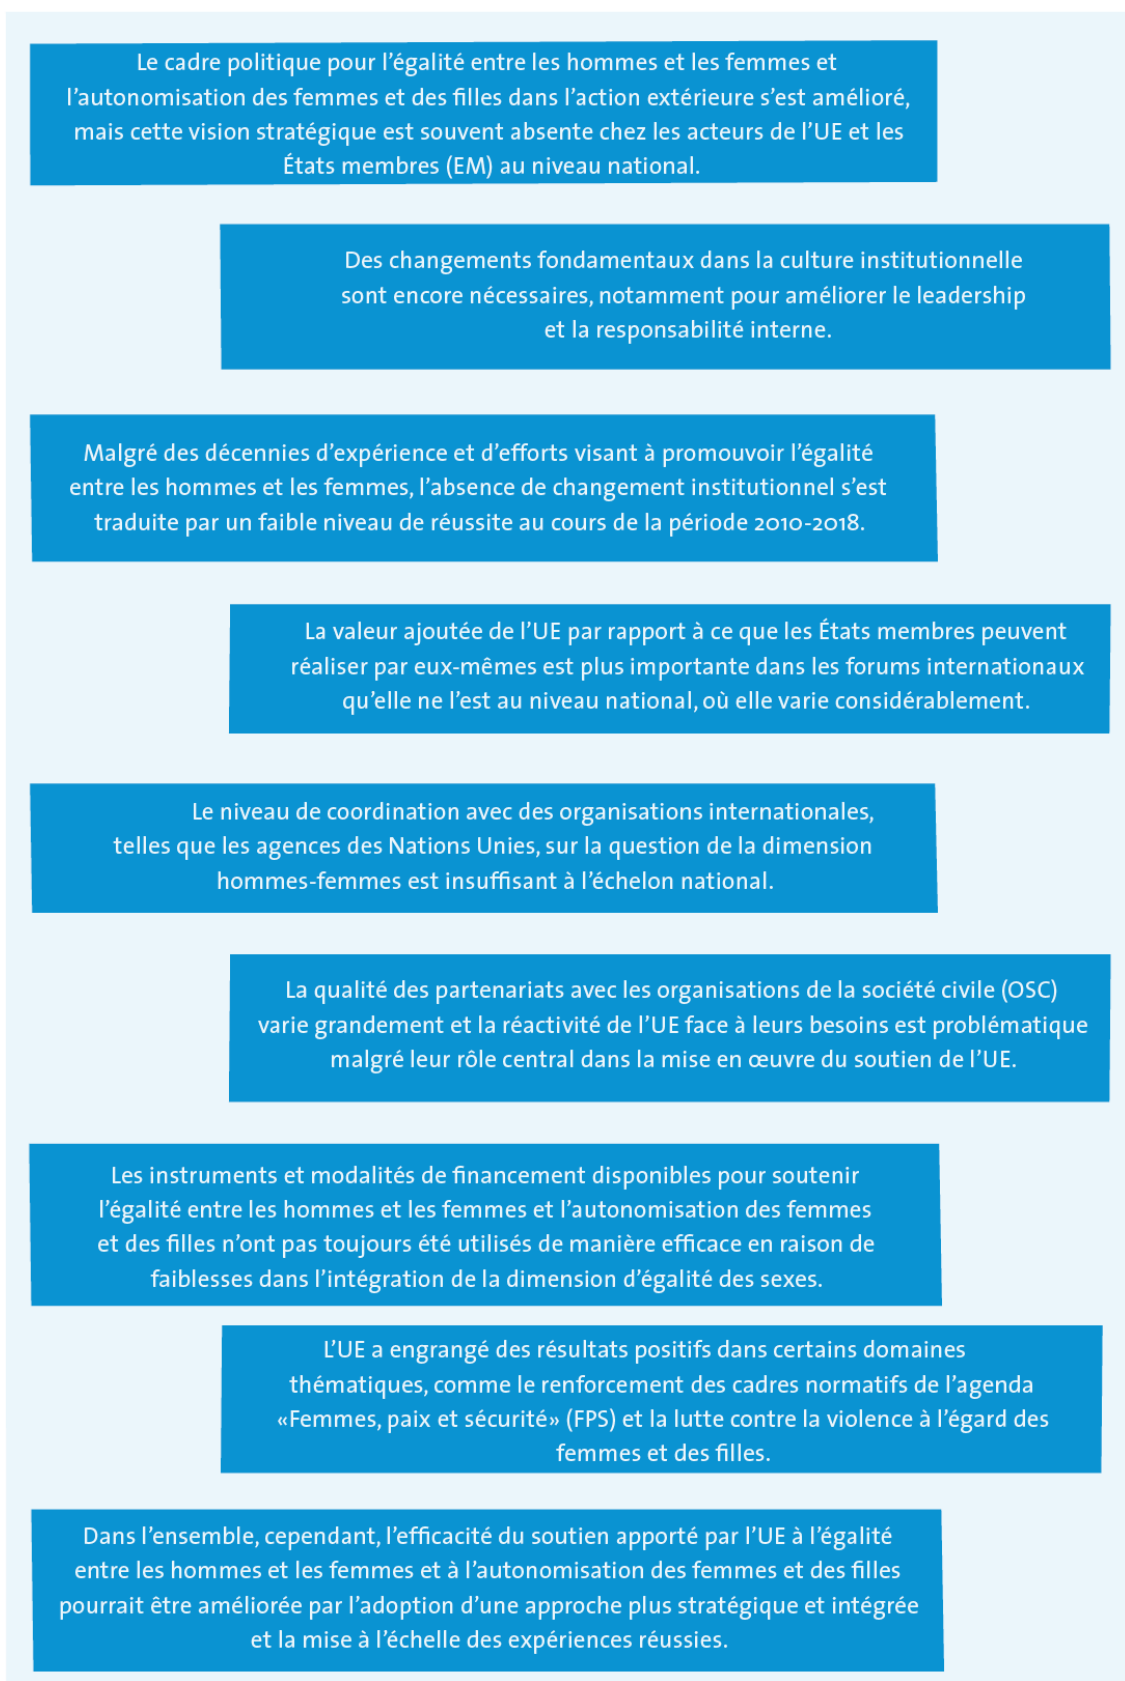 Le cadre politique pour l'égalité entre les hommes et les femmes et
l'autonomisation des femmes et des filles dans l'action extérieure s'est amélioré,
mais cette vision stratégique est souvent absente chez les acteurs de l'UE et les
États membres (EM) au niveau national.
Des changements fondamentaux dans la culture institutionnelle
sont encore nécessaires, notamment pour améliorer le leadership
et la responsabilité interne.
Malgré des décennies d'expérience et d'efforts visant à promouvoir l'égalité
entre les hommes et les femmes, l'absence de changement institutionnel s'est
traduite par un faible niveau de réussite au cours de la période 2010-2018.
La valeur ajoutée de l'UE par rapport à ce que les États membres peuvent
réaliser par eux-mêmes est plus importante dans les forums internationaux
qu'elle ne l'est au niveau national, où elle varie considérablement.
Le niveau de coordination avec des organisations internationales,
telles que les agences des Nations Unies, sur la question de la dimension
hommes-femmes est insuffisant à l'échelon national.
La qualité des partenariats avec les organisations de la société civile (OSC)
varie grandement et la réactivité de l'UE face à leurs besoins est problématique
malgré leur rôle central dans la mise en œuvre du soutien de l'UE.
Les instruments et modalités de financement disponibles pour soutenir
l'égalité entre les hommes et les femmes et l'autonomisation des femmes
et des filles n'ont pas toujours été utilisés de manière efficace en raison de
faiblesses dans l'intégration de la dimension d'égalité des sexes.
L'UE a engrangé des résultats positifs dans certains domaines
thématiques, comme le renforcement des cadres normatifs de l'agenda
«Femmes, paix et sécurité» (FPS) et la lutte contre la violence à l'égard des
femmes et des filles.
Dans l'ensemble, cependant, l'efficacité du soutien apporté par l'UE à l'égalité
entre les hommes et les femmes et à l'autonomisation des femmes et des filles
pourrait être améliorée par l'adoption d'une approche plus stratégique et intégrée
et la mise à l'échelle des expériences réussies.